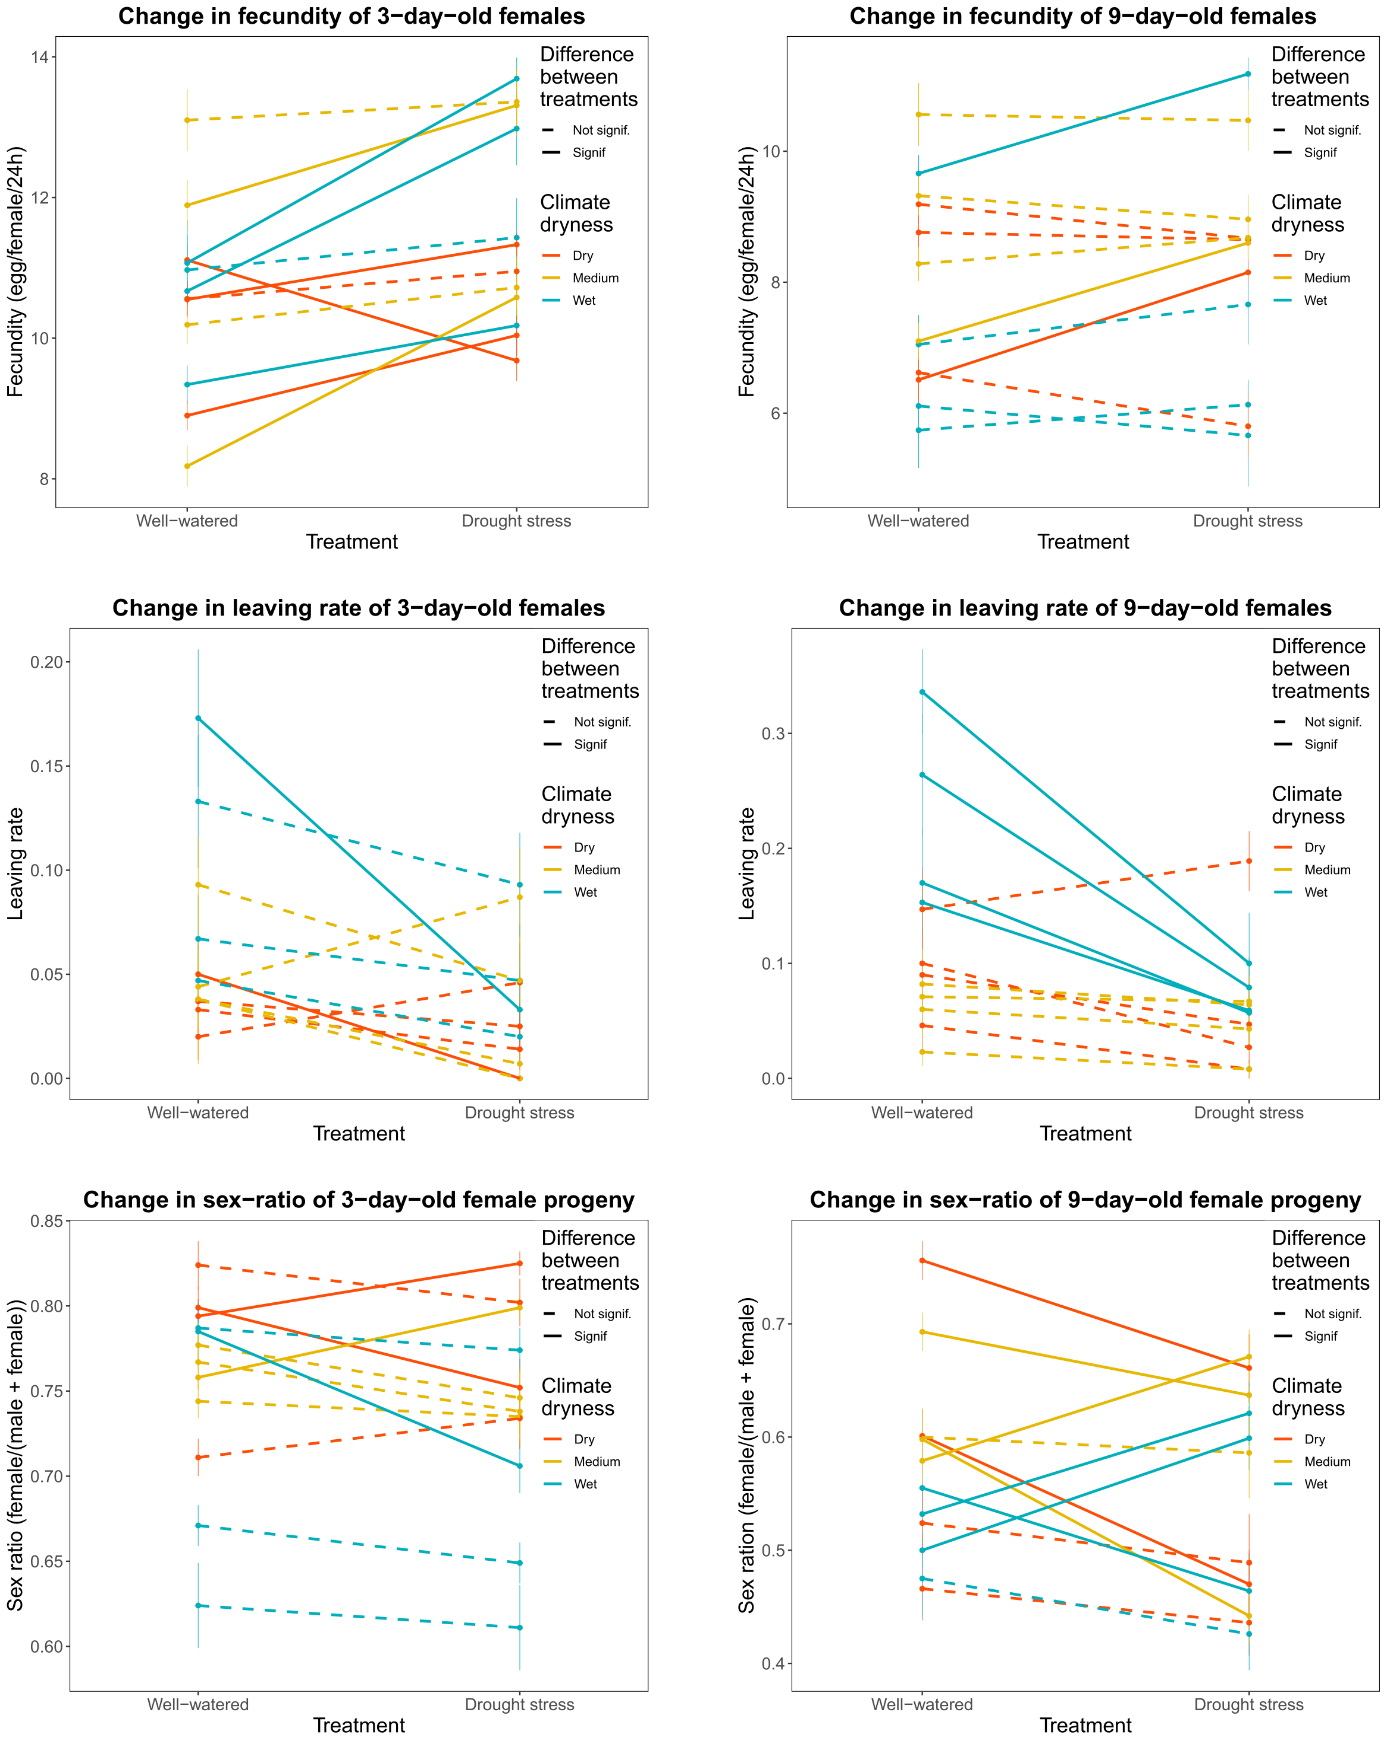 Change in fecundity of 3−day−old females
Fecundity (egg/female/24h)
14
12
10
8
Difference
between
treatments
Not signif.
Signif
Climate
dryness
Dry
Medium
Wet
Well−watered
Drought stress
Treatment
Change in fecundity of 9−day−old females
Fecundity (egg/female/24h)
10
8
6
Difference
between
treatments
Not signif.
Signif
Climate
dryness
Dry
Medium
Wet
Well−watered
Drought stress
Treatment
Change in leaving rate of 3−day−old females
Leaving rate
0.20
0.15
0.10
0.05
0.00
Difference
between
treatments
Not signif.
Signif
Climate
dryness
Dry
Medium
Wet
Well−watered
Drought stress
Treatment
Change in leaving rate of 9−day−old females
Leaving rate
0.3
0.2
0.1
0.0
Difference
between
treatments
Not signif.
Signif
Climate
dryness
Dry
Medium
Wet
Well−watered
Drought stress
Treatment
Change in sex−ratio of 3−day−old female progeny
Sex ratio (female/(male + female))
0.85
0.80
0.75
0.70
0.65
0.60
Difference
between
treatments
Not signif.
Signif
Climate
dryness
Dry
Medium
Wet
Well−watered
Drought stress
Treatment
Change in sex−ratio of 9−day−old female progeny
Sex ration (female/(male + female)
0.7
0.6
0.5
0.4
Difference
between
treatments
Not signif.
Signif
Climate
dryness
Dry
Medium
Wet
Well−watered
Drought stress
Treatment